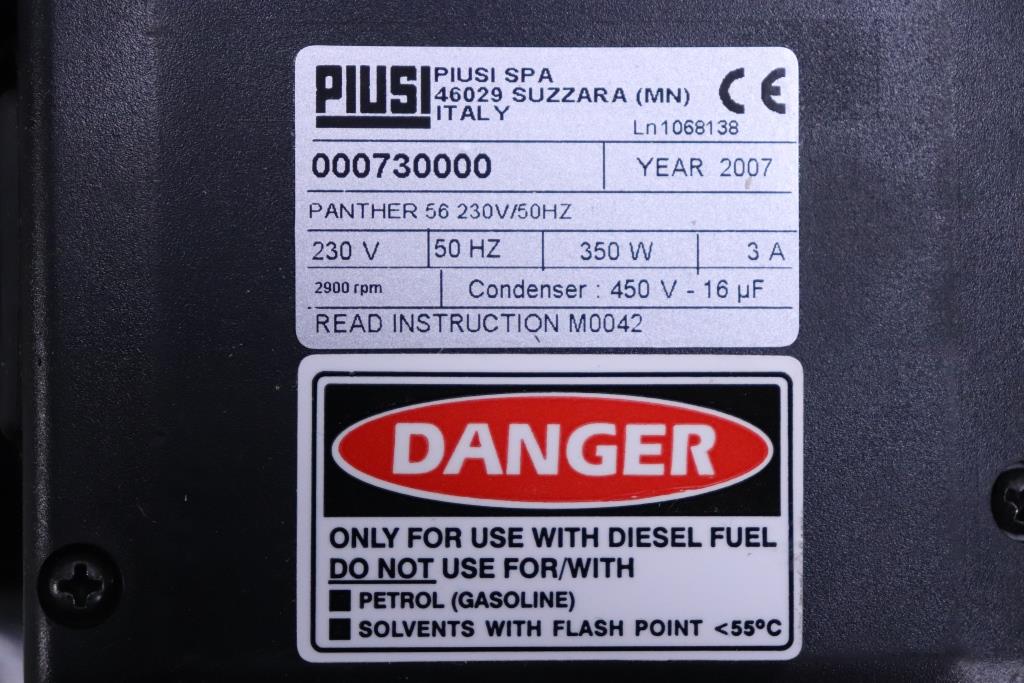 PIUSI
PIUSI SPA
46029 SUZZARA (MN)
ITALY
CE
Ln1068138
000730000 YEAR 2007
PANTHER 56 230V/50HZ
230 V 50 HZ 350 W 3 A
2900 rpm Condenser : 450 V - 16 µF
READ INSTRUCTION M0042
DANGER
ONLY FOR USE WITH DIESEL FUEL
DO NOT USE FOR/WITH
■ PETROL (GASOLINE)
■ SOLVENTS WITH FLASH POINT <55°C